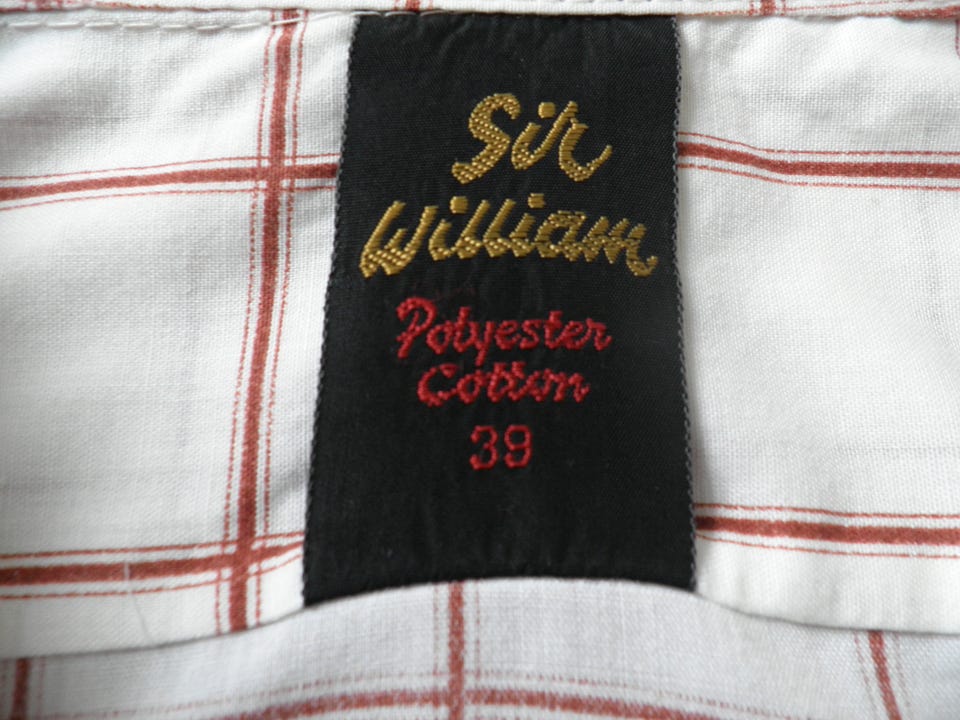 Sir
William
Polyester
Cotton
39